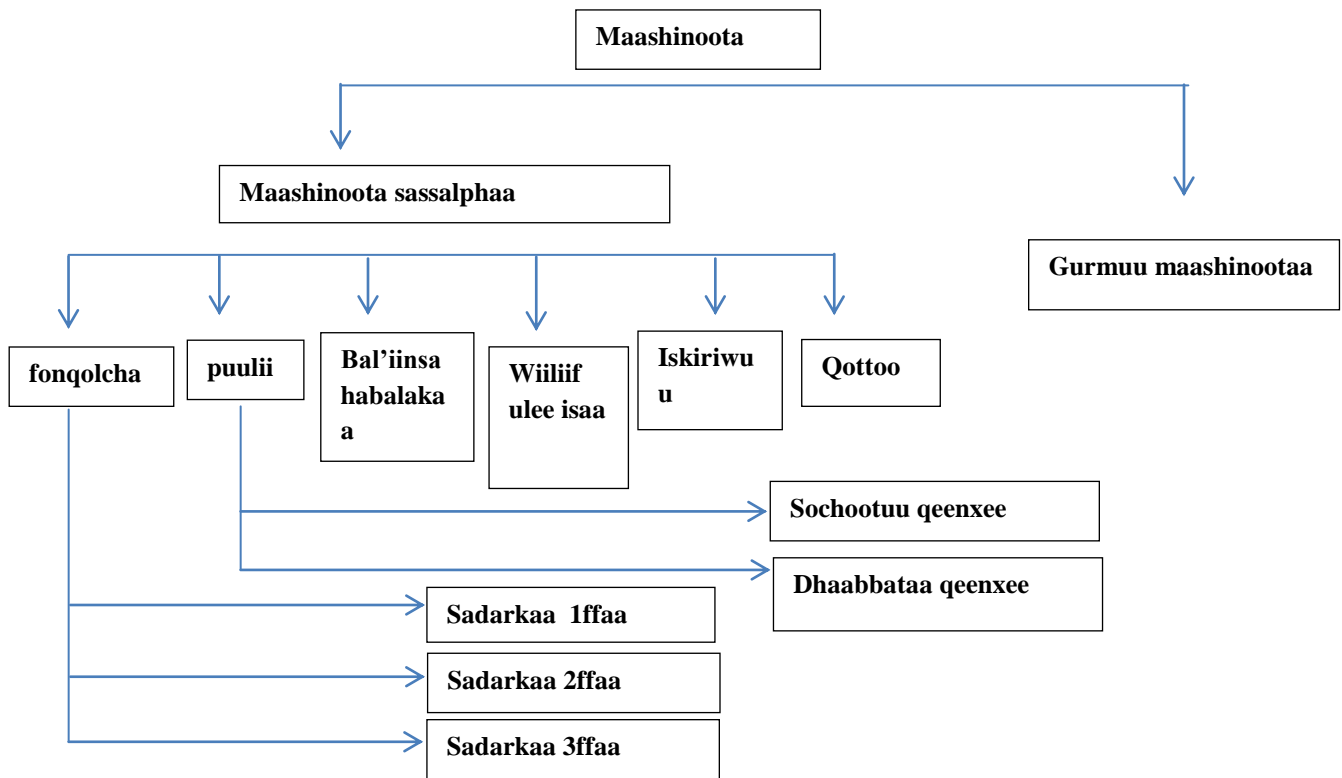 Maashinoota
Maashinoota sassalphaa
Gurmuu maashinootaa
fonqolcha
puulii
Bal'iinsa
habalaka
a
Wiiliif
ulee isaa
Iskiriwu
u
Qottoo
Sochootuu qeenxee
Dhaabbataa qeenxee
Sadarkaa 1ffaa
Sadarkaa 2ffaa
Sadarkaa 3ffaa